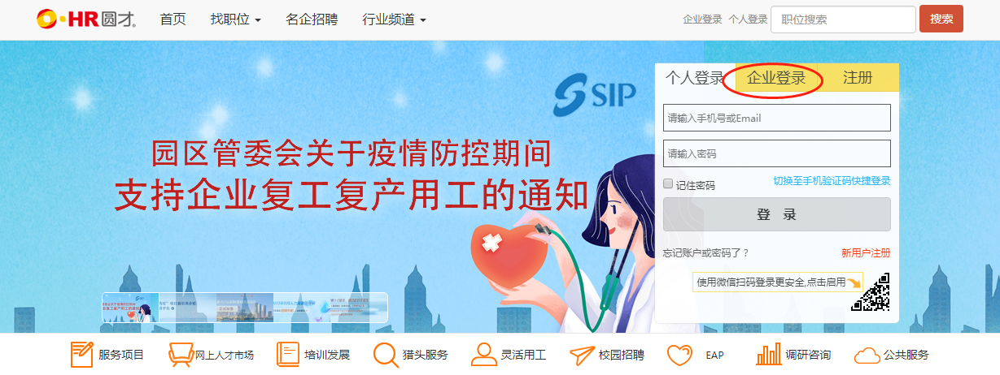 HR圆才
首页 找职位 名企招聘 行业频道 企业登录 个人登录 职位搜索 搜索
SIP
个人登录 企业登录 注册
请输入手机号或Email
园区管委会关于疫情防控期间
请输入密码
支持企业复工复产用工的通知
记住密码 切换至手机验证码快捷登录
登 录
忘记账户或密码了？ 新用户注册
使用微信扫码登录更安全,点击启用
服务项目 网上人才市场 培训发展 猎头服务 灵活用工 校园招聘 EAP 调研咨询 公共服务